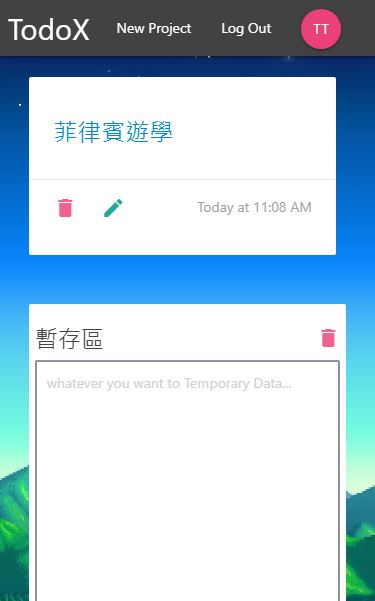 TodoX New Project Log Out TT
菲律賓遊學
Today at 11:08 AM
暫存區
whatever you want to Temporary Data...